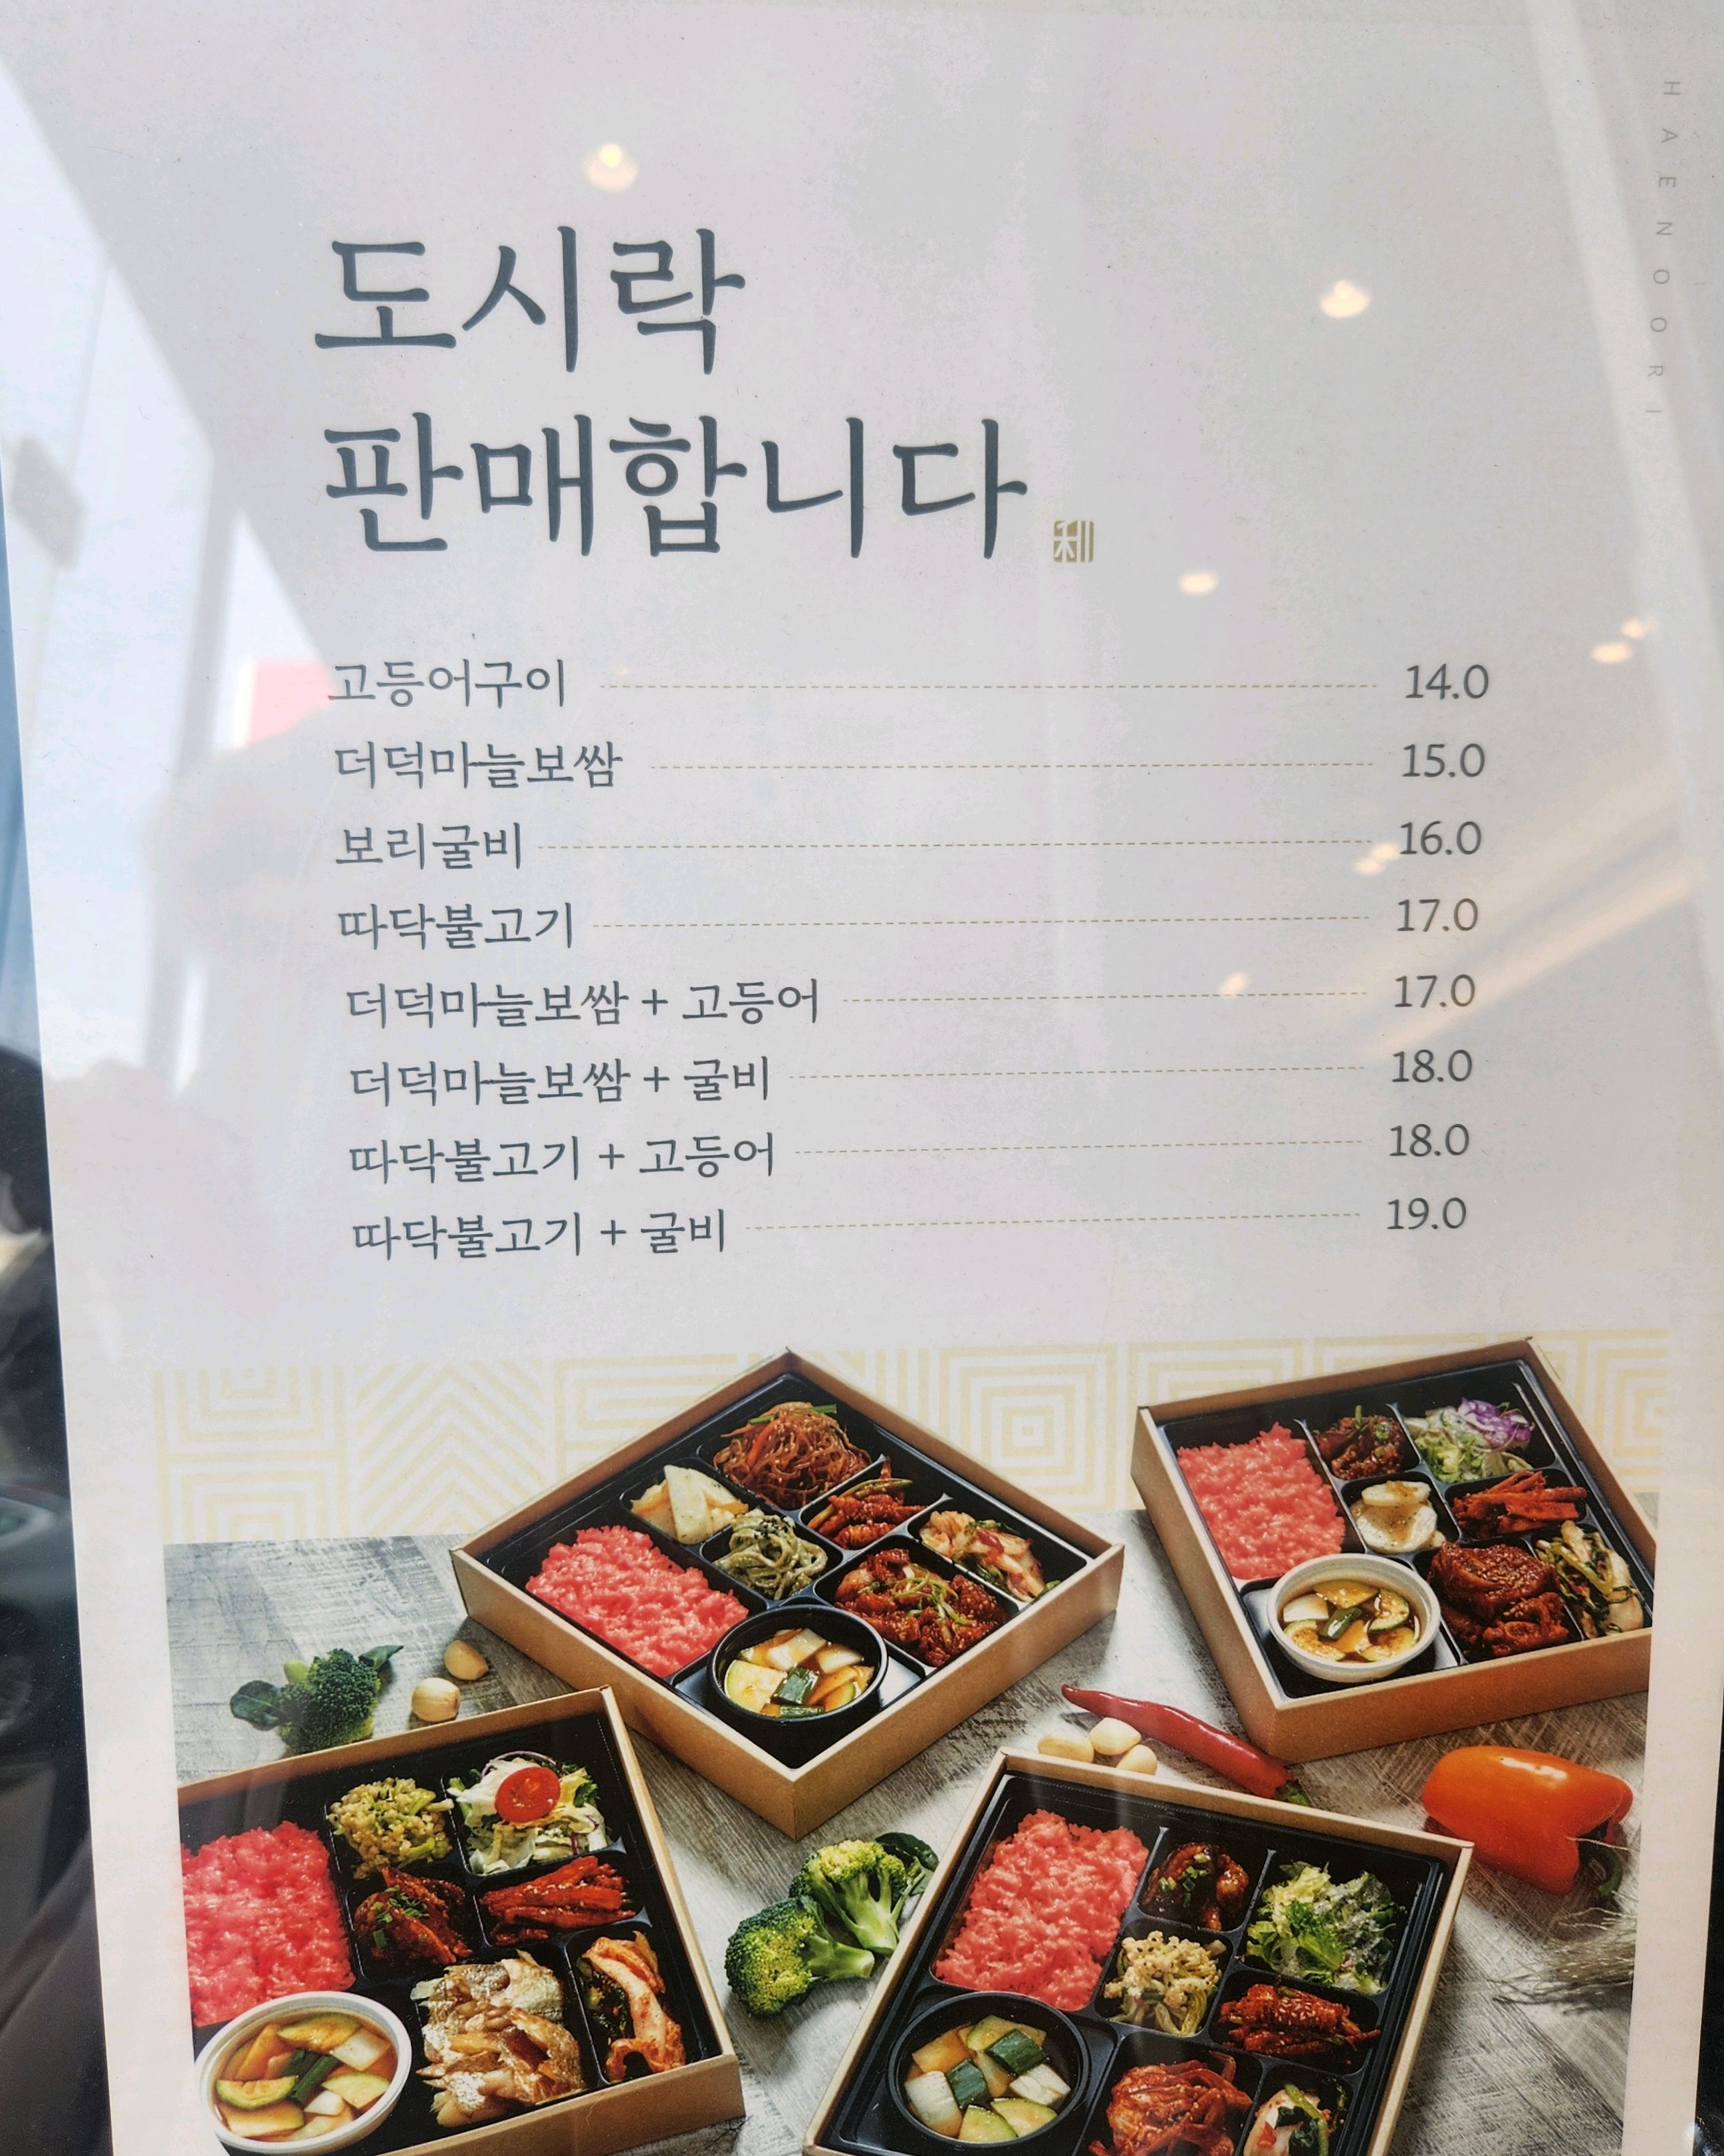 HAENOORI
도시락
판매합니다
고등어구이 14.0
더덕마늘보쌈 15.0
보리굴비 16.0
따닥불고기 17.0
더덕마늘보쌈 + 고등어 17.0
더덕마늘보쌈 + 굴비 18.0
따닥불고기 + 고등어 18.0
따닥불고기 + 굴비 19.0